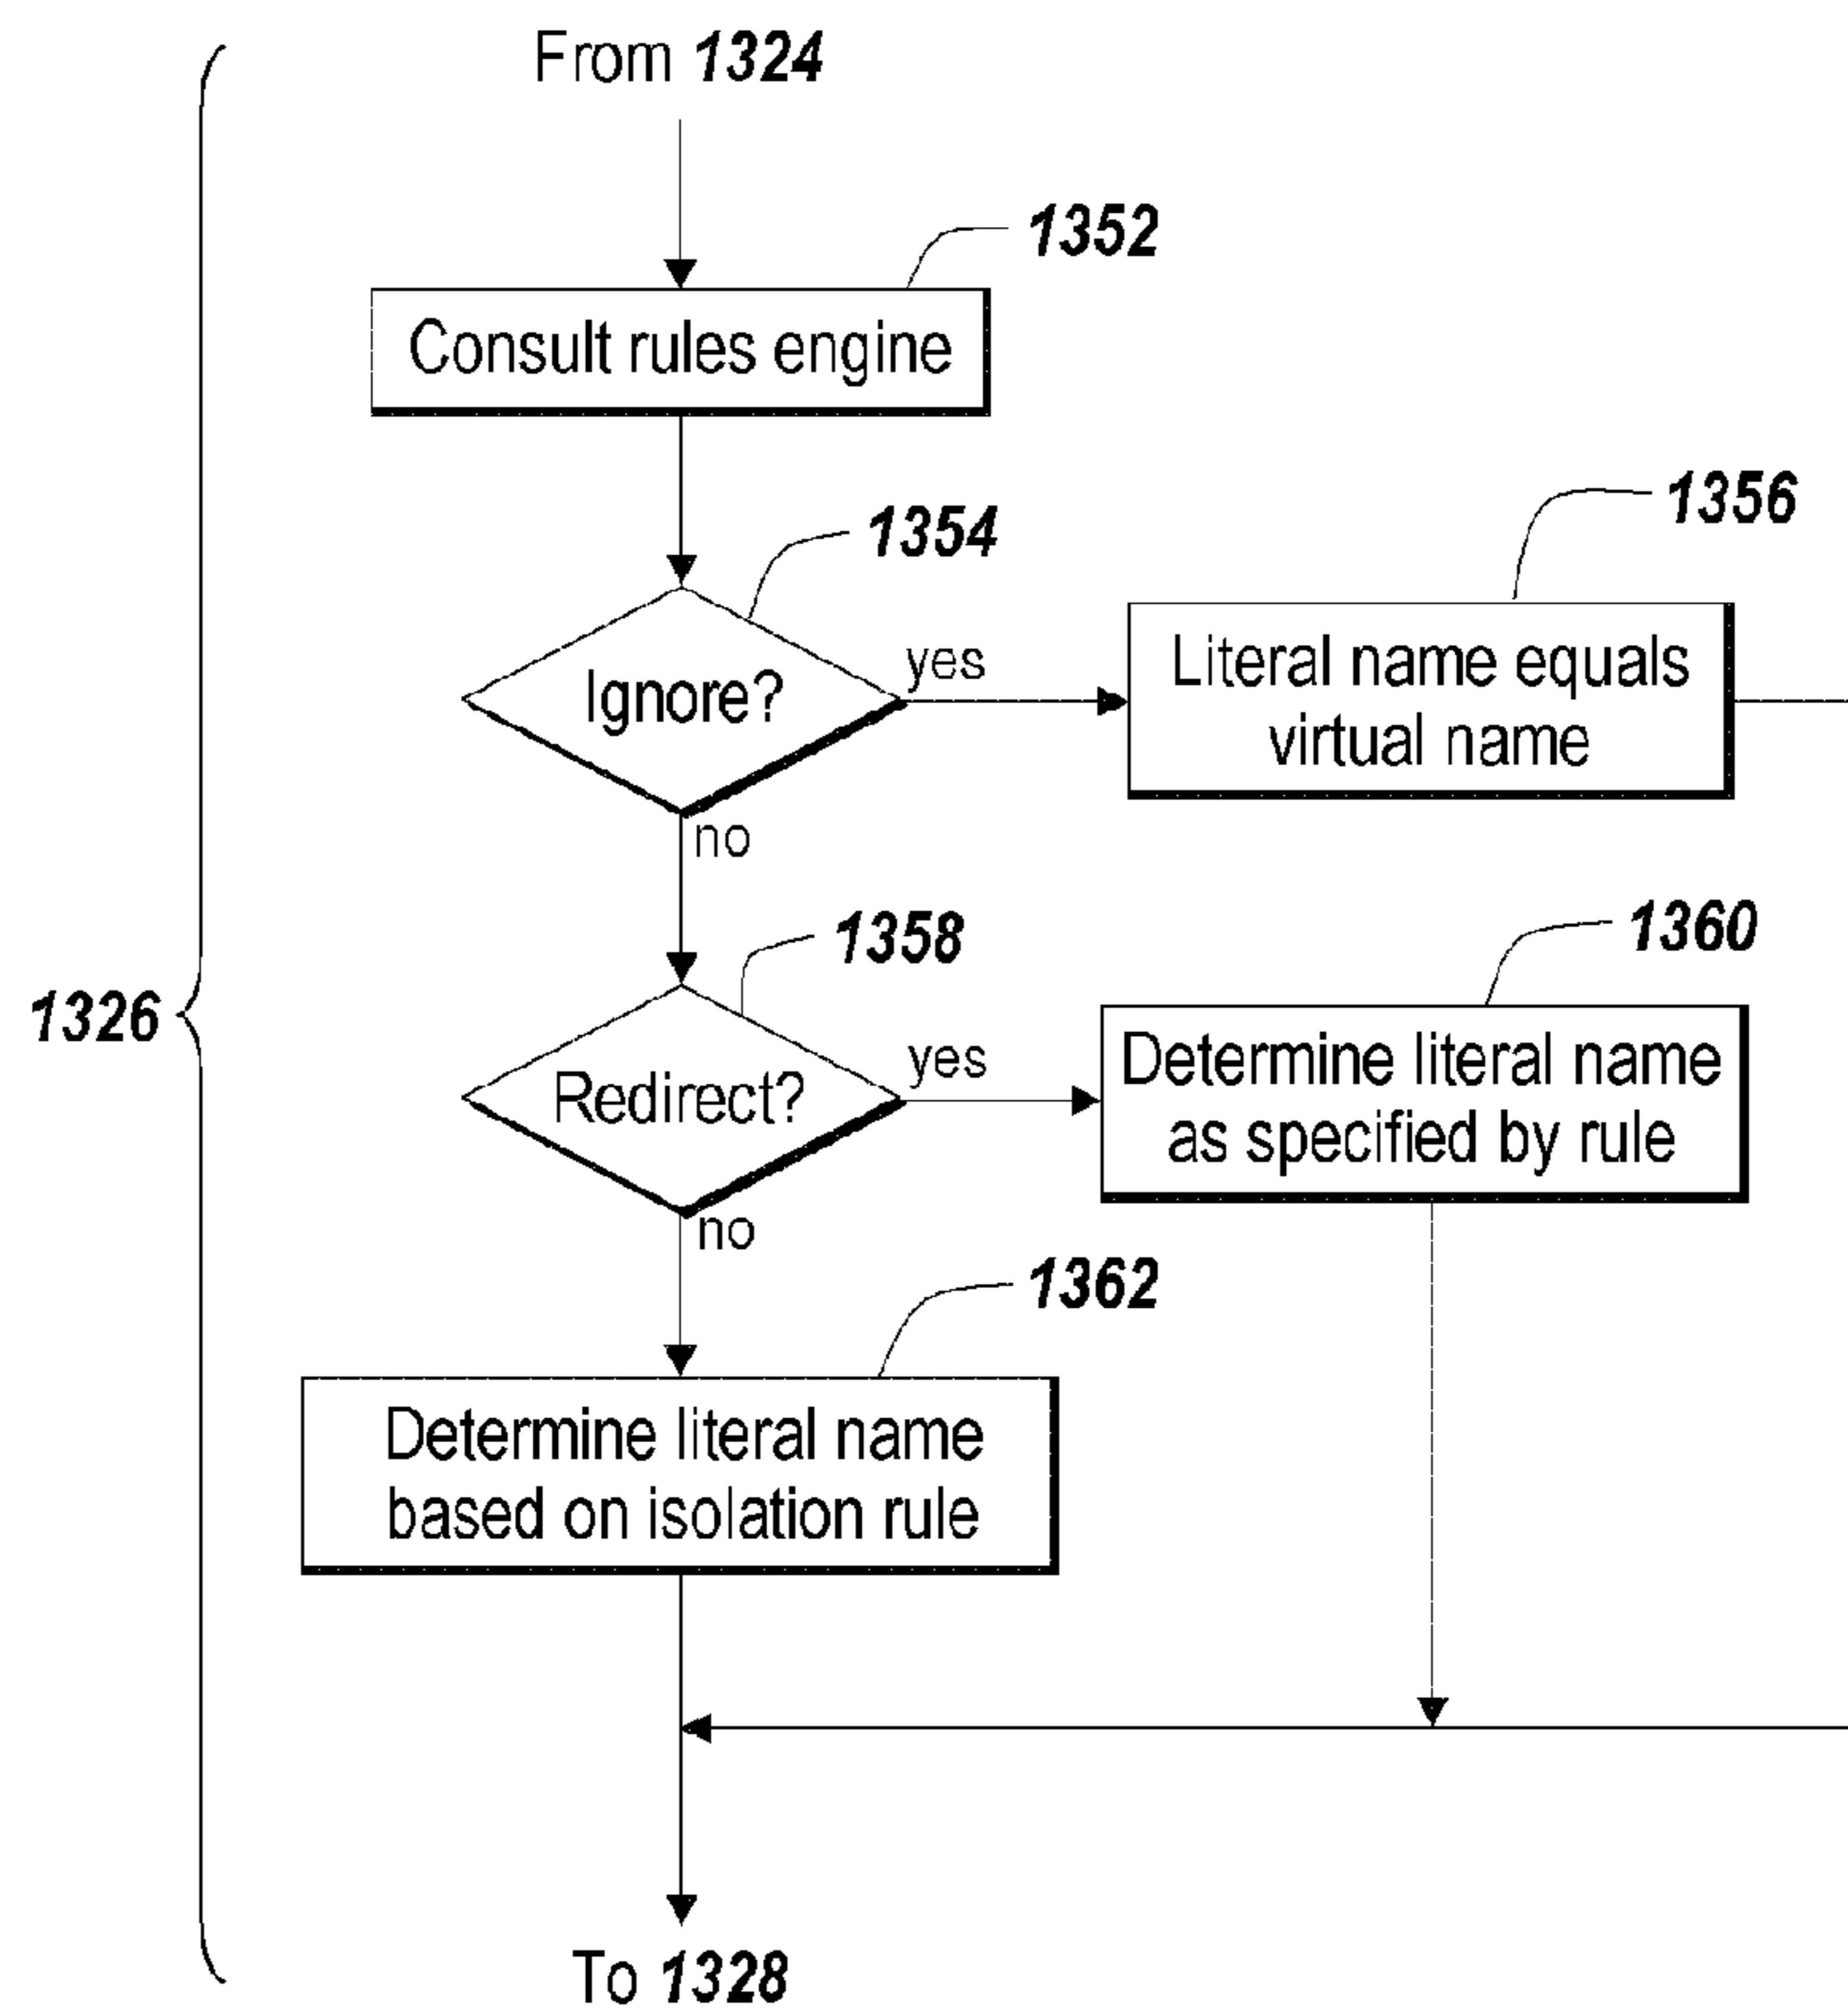 From 1324
1352
Consult rules engine
1354
1356
Ignore?
yes
Literal name equals
virtual name
no
1358
1360
1326
Redirect?
yes
Determine literal name
as specified by rule
no
1362
Determine literal name
based on isolation rule
To 1328